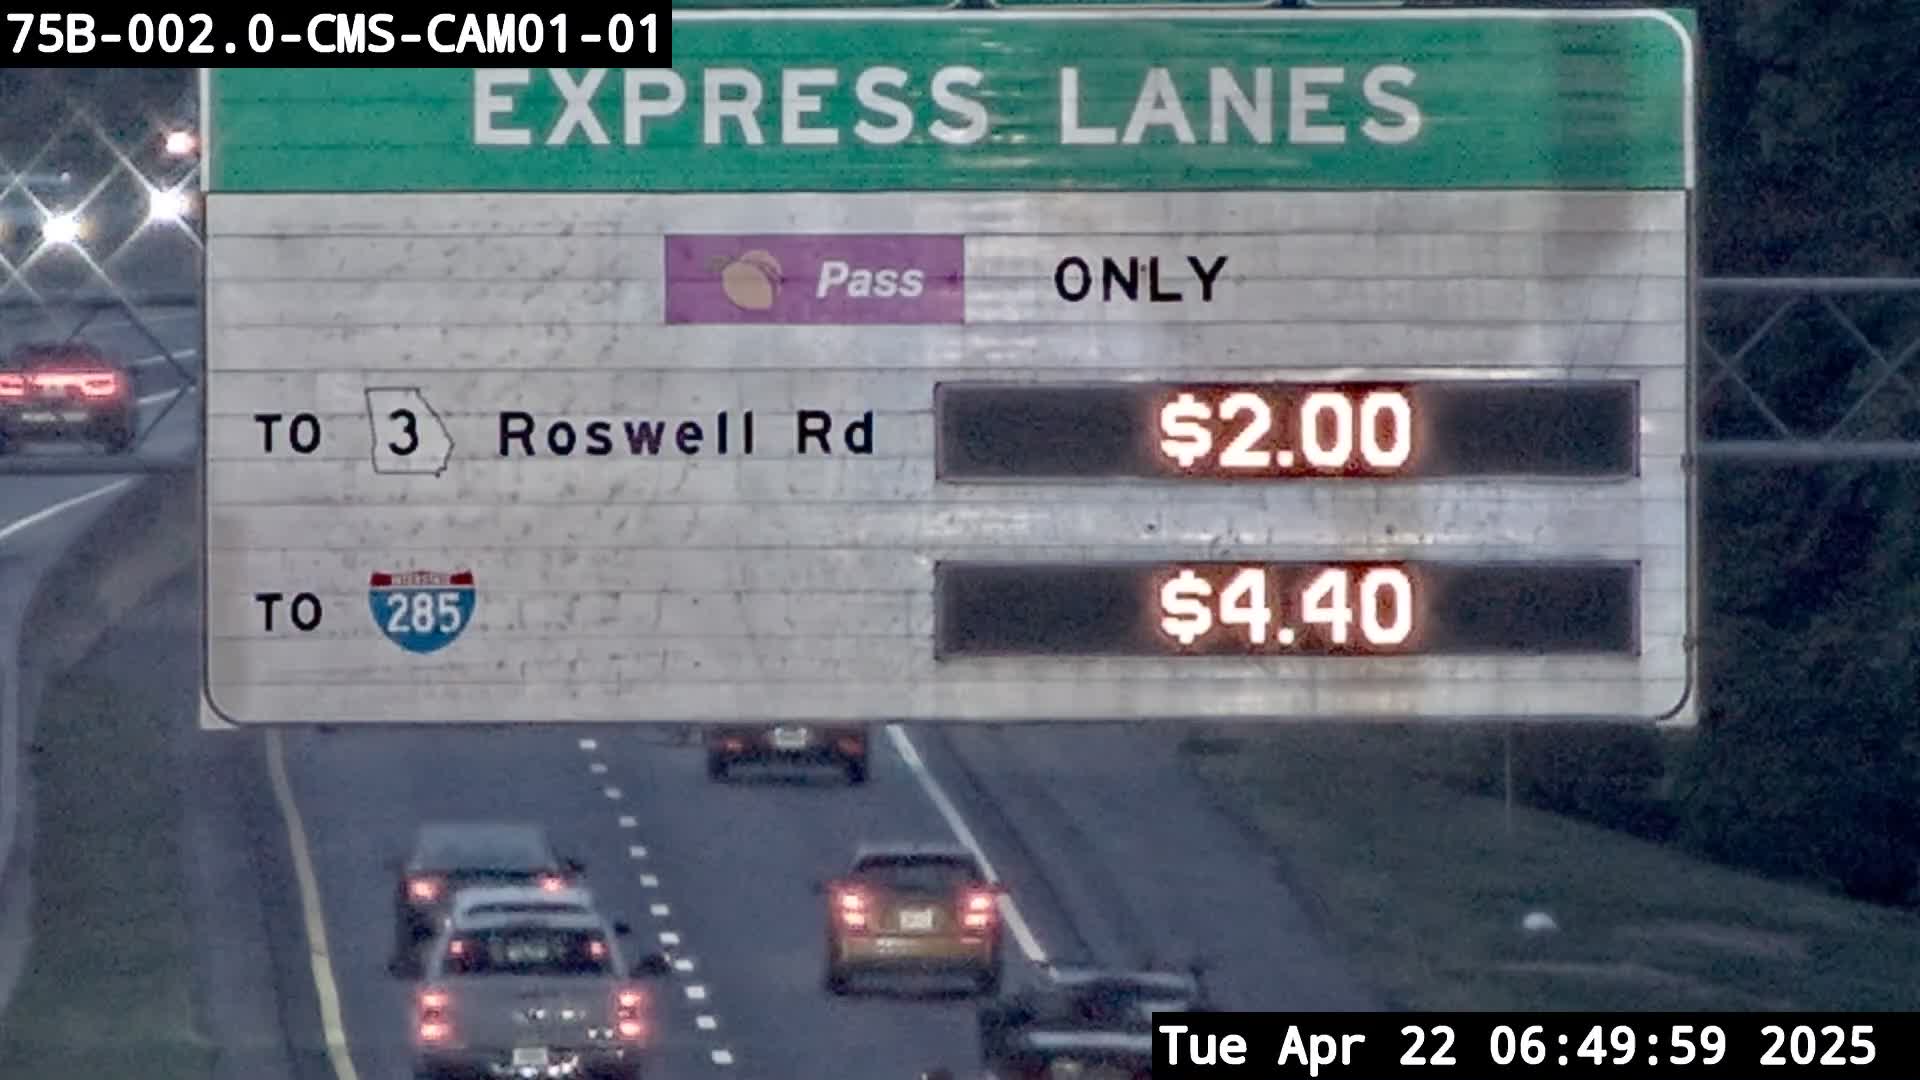 75B-002.0-CMS-CAM01-01
EXPRESS LANES
Pass ONLY
TO 3 Roswell Rd $2.00
TO INTERSTATE 285 $4.40
Tue Apr 22 06:49:59 2025